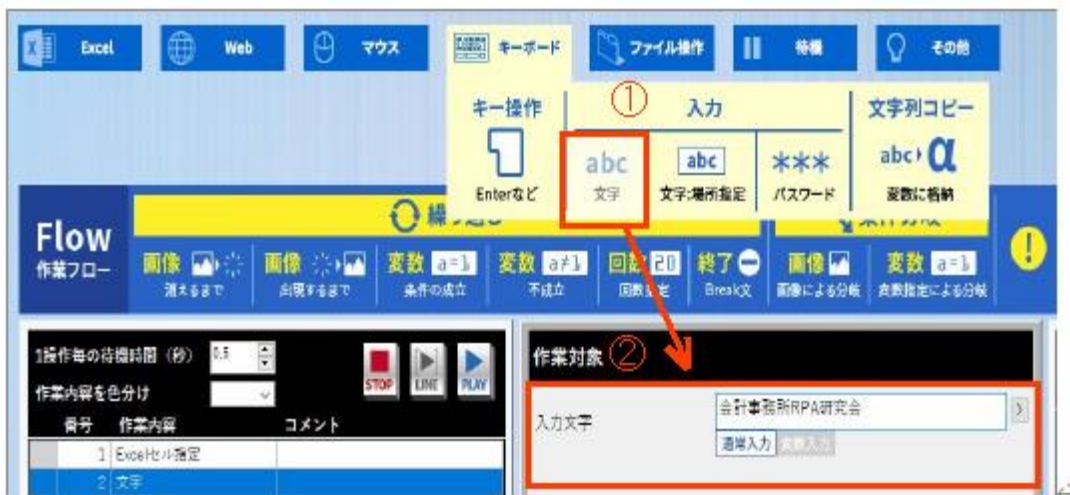 Excel Web マウス キーボード ファイル操作 待機 その他
キー操作 ① 入力 文字列コピー
abc abc *** abc α
Enterなど 文字 文字:場所指定 パスワード 変数に格納
Flow
作業フロー
画像 画像 変数 a=1 変数 a≠1 回数 20 終了 画像 変数 a=1
消えるまで 出現するまで 条件の成立 不成立 回数指定 Break文 画像による分岐 変数指定による分岐
1操作毎の待機時間(秒) 0.5
STOP LINE PLAY
作業内容を色分け
番号 作業内容 コメント
1 Excelセル指定
2 文字
作業対象 ②
入力文字 会計事務所RPA研究会
通常入力 変数入力